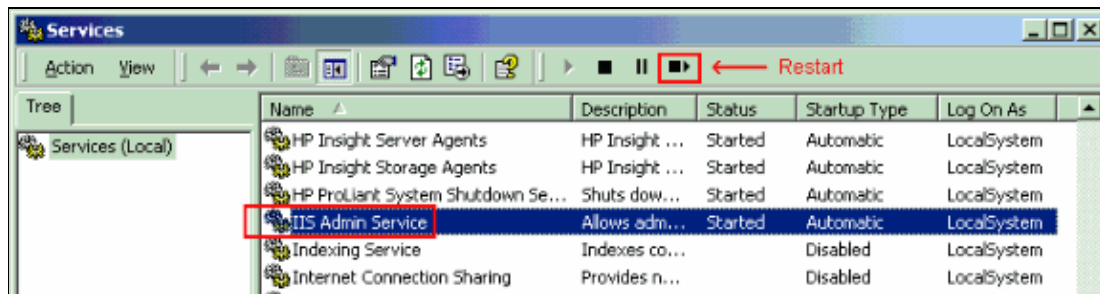 Services
Action View Restart
Tree
Services (Local)
Name Description Status Startup Type Log On As
HP Insight Server Agents HP Insight ... Started Automatic LocalSystem
HP Insight Storage Agents HP Insight ... Started Automatic LocalSystem
HP ProLiant System Shutdown Se... Shuts dow... Started Automatic LocalSystem
IIS Admin Service Allows adm... Started Automatic LocalSystem
Indexing Service Indexes co... Disabled LocalSystem
Internet Connection Sharing Provides n... Disabled LocalSystem